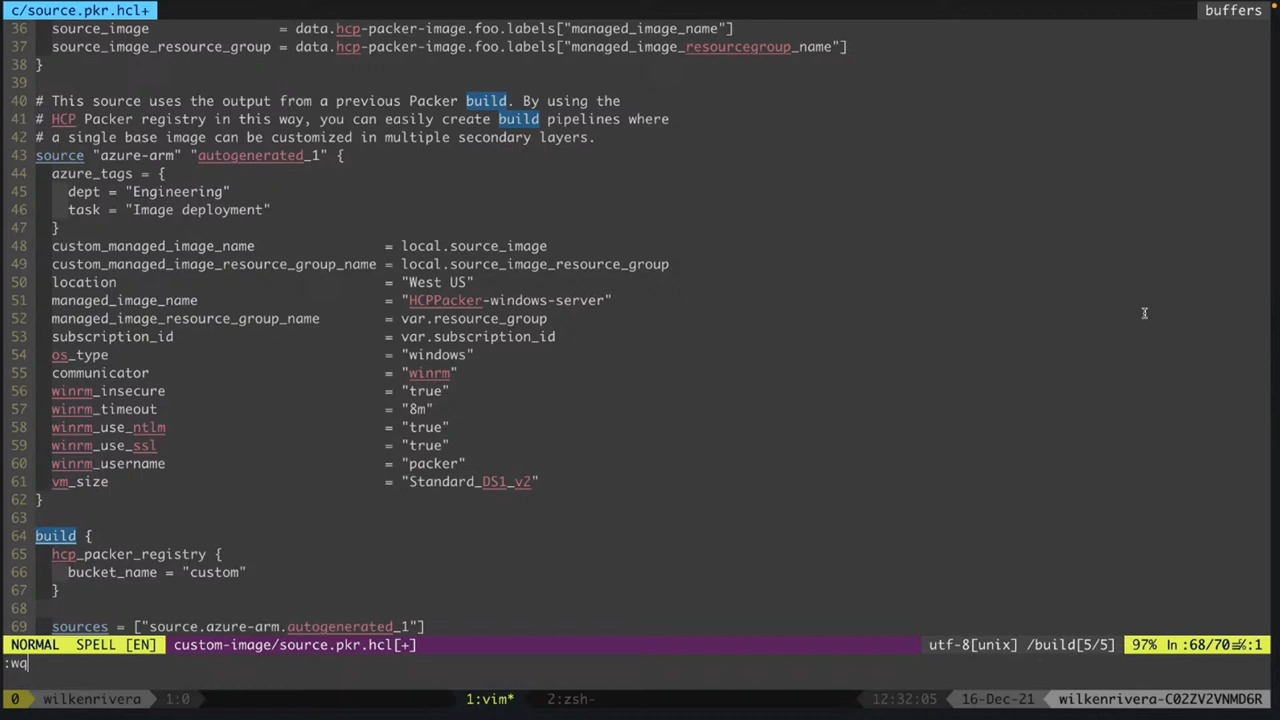 c/source.pkr.hcl+ buffers
36 source_image = data.hcp-packer-image.foo.labels["managed_image_name"]
37 source_image_resource_group = data.hcp-packer-image.foo.labels["managed_image_resourcegroup_name"]
38 }
39
40 # This source uses the output from a previous Packer build. By using the
41 # HCP Packer registry in this way, you can easily create build pipelines where
42 # a single base image can be customized in multiple secondary layers.
43 source "azure-arm" "autogenerated_1" {
44 azure_tags = {
45 dept = "Engineering"
46 task = "Image deployment"
47 }
48 custom_managed_image_name = local.source_image
49 custom_managed_image_resource_group_name = local.source_image_resource_group
50 location = "West US"
51 managed_image_name = "HCPPacker-windows-server"
52 managed_image_resource_group_name = var.resource_group
53 subscription_id = var.subscription_id
54 os_type = "windows"
55 communicator = "winrm"
56 winrm_insecure = "true"
57 winrm_timeout = "8m"
58 winrm_use_ntlm = "true"
59 winrm_use_ssl = "true"
60 winrm_username = "packer"
61 vm_size = "Standard_DS1_v2"
62 }
63
64 build {
65 hcp_packer_registry {
66 bucket_name = "custom"
67 }
68
69 sources = ["source.azure-arm.autogenerated_1"]
NORMAL SPELL [EN] custom-image/source.pkr.hcl[+] utf-8[unix] /build[5/5] 97% ln:68/70≡%:1
:wq
0 wilkenrivera 1:0 1:vim* 2:zsh- 12:32:05 16-Dec-21 wilkenrivera-C02ZV2VNMD6R